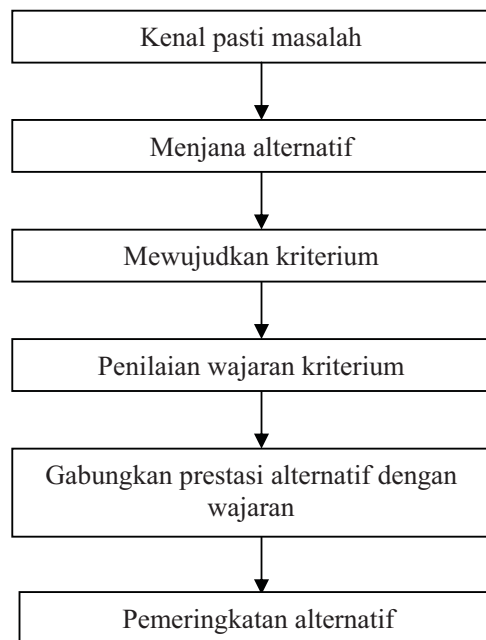 Kenal pasti masalah
Menjana alternatif
Mewujudkan kriterium
Penilaian wajaran kriterium
Gabungkan prestasi alternatif dengan
wajaran
Pemeringkatan alternatif